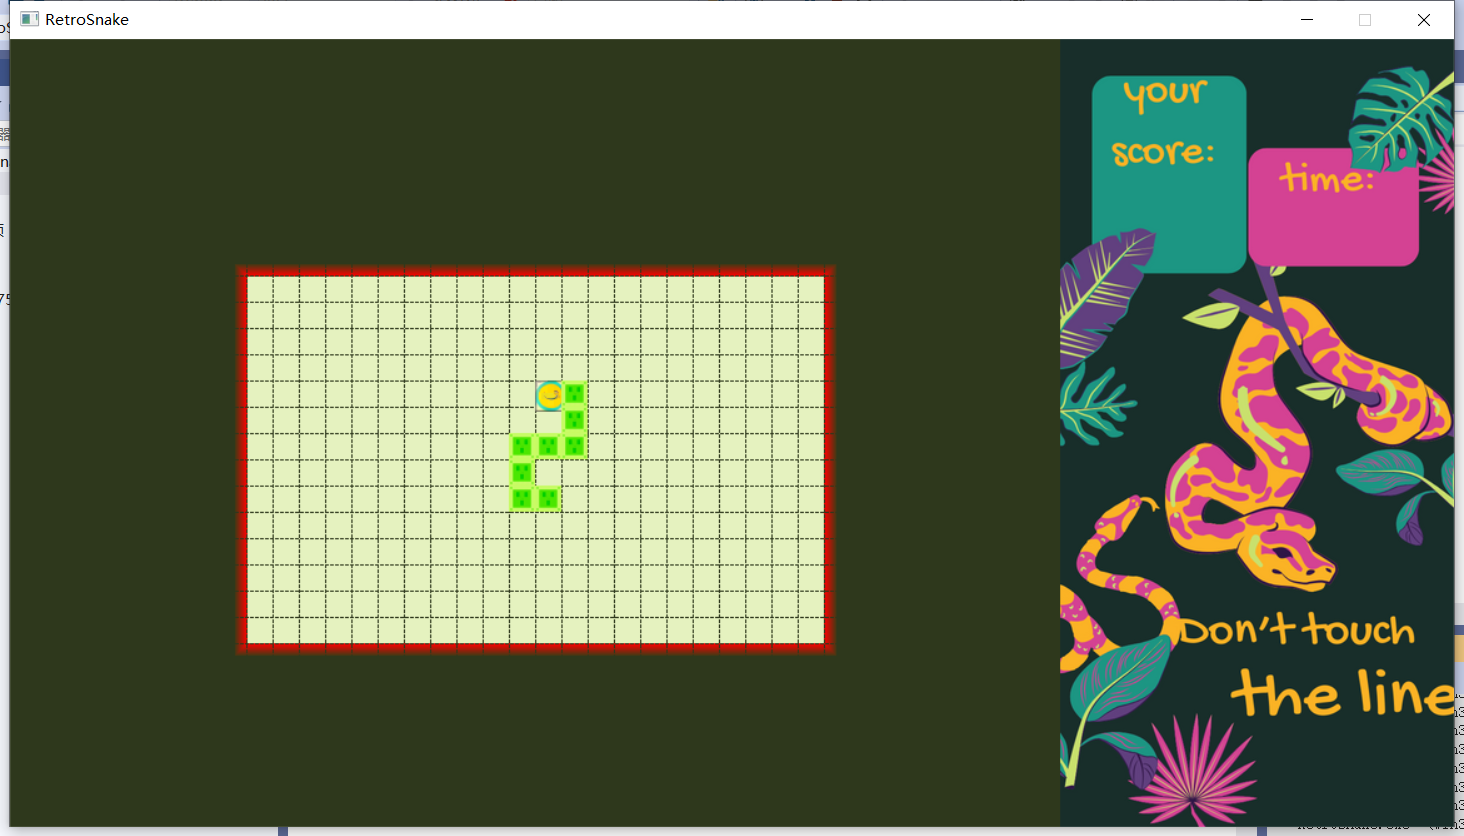 RetroSnake
your
score:
time:
Don't touch
the line